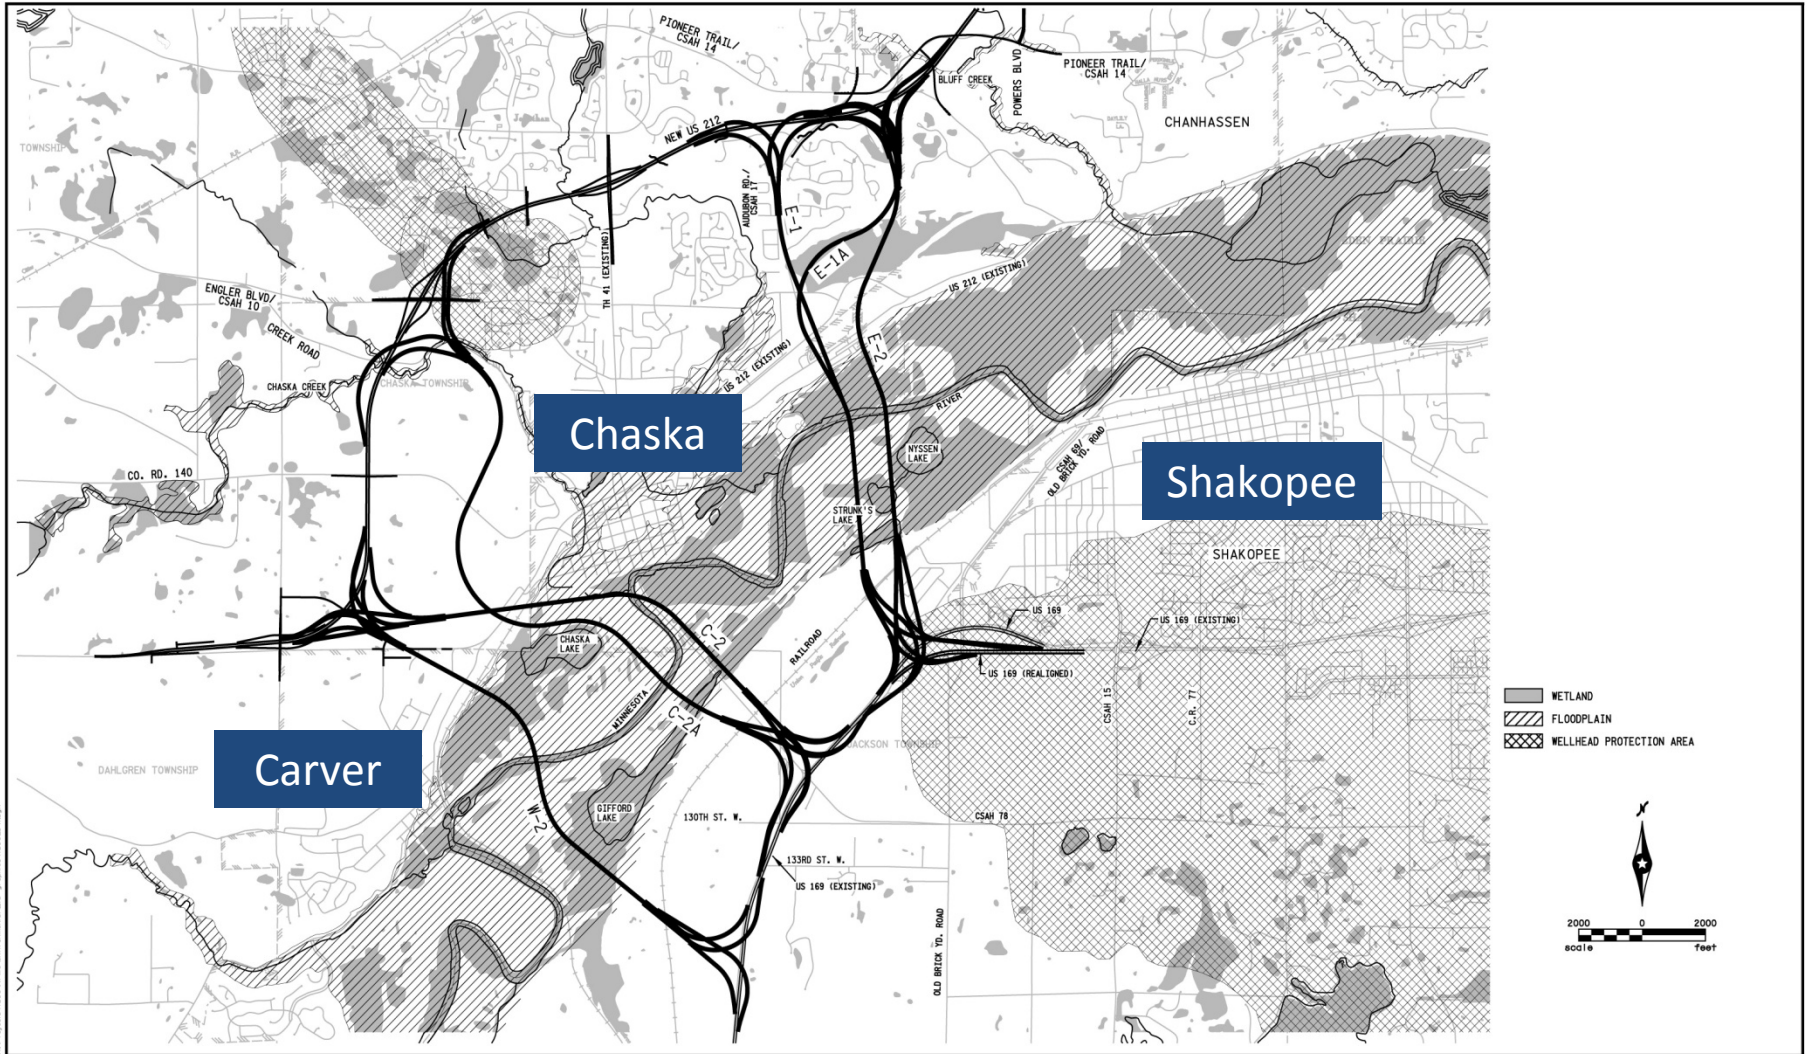 PIONEER TRAIL/
CSAH 14
POWERS BLVD
PIONEER TRAIL/
CSAH 14
BLUFF CREEK
CHANHASSEN
NEW US 212
TOWNSHIP
AUDUBON RD./
CSAH 17
E-1
TH 41 (EXISTING)
E-1A
US 212 (EXISTING)
EDEN PRAIRIE
ENGLER BLVD/
CSAH 10
CREEK ROAD
CHASKA CREEK
CHASKA TOWNSHIP
US 212 (EXISTING)
E-2
RIVER
Chaska
NYSSEN
LAKE
CSAH 69/
OLD BRICK YD. ROAD
Shakopee
CO. RD. 140
STRUNK'S
LAKE
SHAKOPEE
US 169
US 169 (EXISTING)
CHASKA
LAKE
C-2
RAILROAD
Union Pacific Railroad
US 169 (REALIGNED)
MINNESOTA
C-2A
CSAH 15
C.R. 77
WETLAND
FLOODPLAIN
WELLHEAD PROTECTION AREA
JACKSON TOWNSHIP
DAHLGREN TOWNSHIP
Carver
W-2
GIFFORD
LAKE
130TH ST. W.
CSAH 78
133RD ST. W.
US 169 (EXISTING)
OLD BRICK YD. ROAD
N
2000 0 2000
scale feet